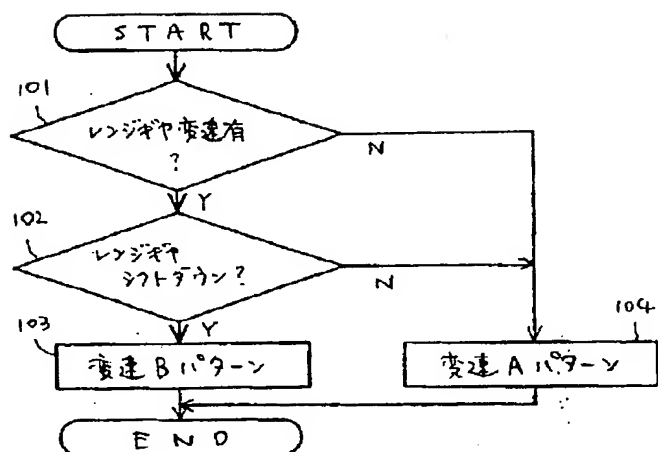 START
101
レンジギヤ変速有
?
N
Y
102
レンジギヤ
シフトダウン?
N
Y
103
変速Bパターン
104
変速Aパターン
END